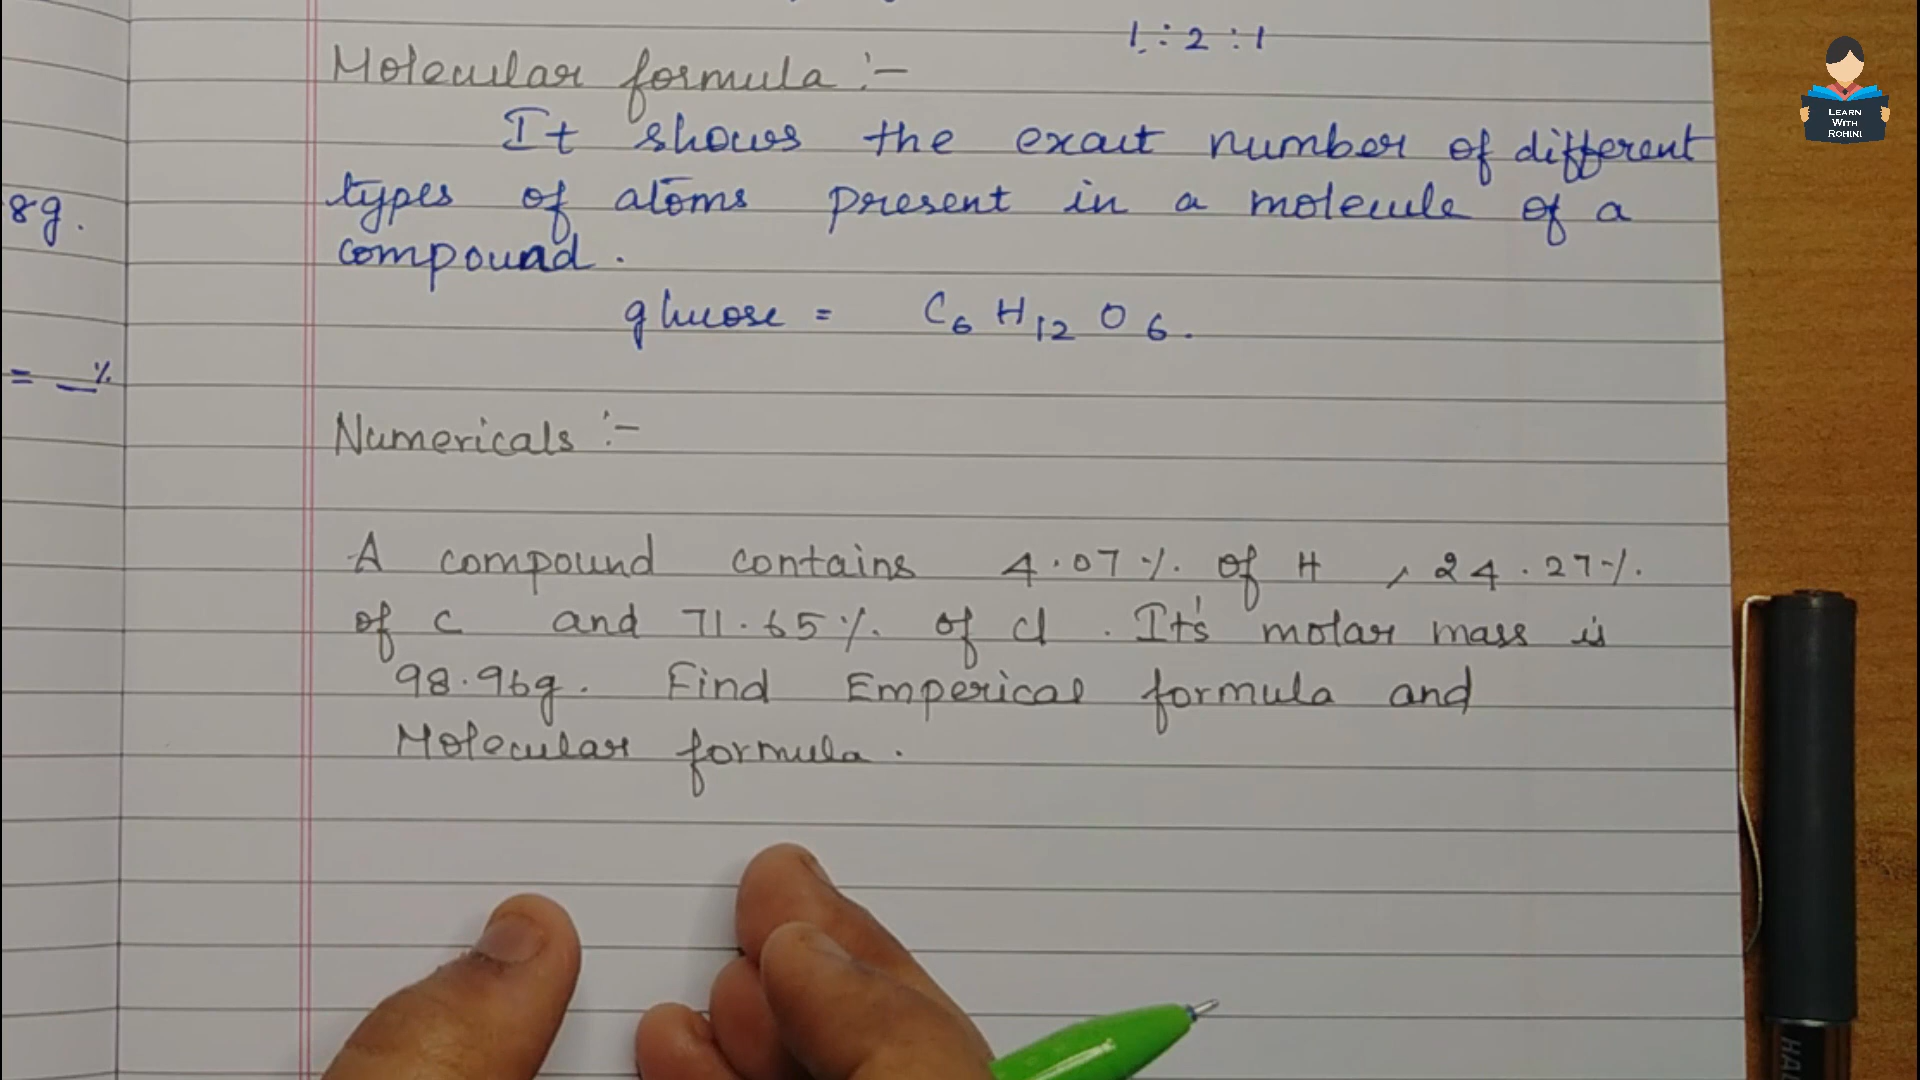 1 : 2 : 1
Molecular formula :-
It shows the exact number of different
types of atoms present in a molecule of a
compound.
glucose = C6 H12 O6.
8g.
= _%
Numericals :-
A compound contains 4.07% of H , 24.27%
of C and 71.65% of Cl. It's molar mass is
98.96g. Find Emperical formula and
Molecular formula.
LEARN
WITH
ROHINI